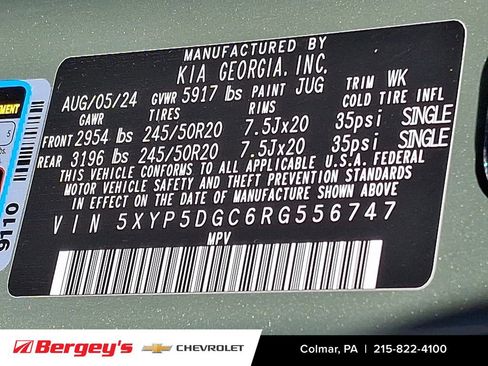 MANUFACTURED BY
KIA GEORGIA, INC.
AUG/05/24 GVWR 5917 lbs PAINT JUG TRIM WK
GAWR TIRES RIMS COLD TIRE INFL
FRONT 2954 lbs 245/50R20 7.5Jx20 35psi SINGLE
REAR 3196 lbs 245/50R20 7.5Jx20 35psi SINGLE
THIS VEHICLE CONFORMS TO ALL APPLICABLE U.S.A. FEDERAL
MOTOR VEHICLE SAFETY AND THEFT PREVENTION STANDARDS
IN EFFECT ON THE DATE OF MANUFACTURE SHOWN ABOVE.
VIN 5XYP5DGC6RG556747
MPV
9110
Bergey's CHEVROLET Colmar, PA | 215-822-4100